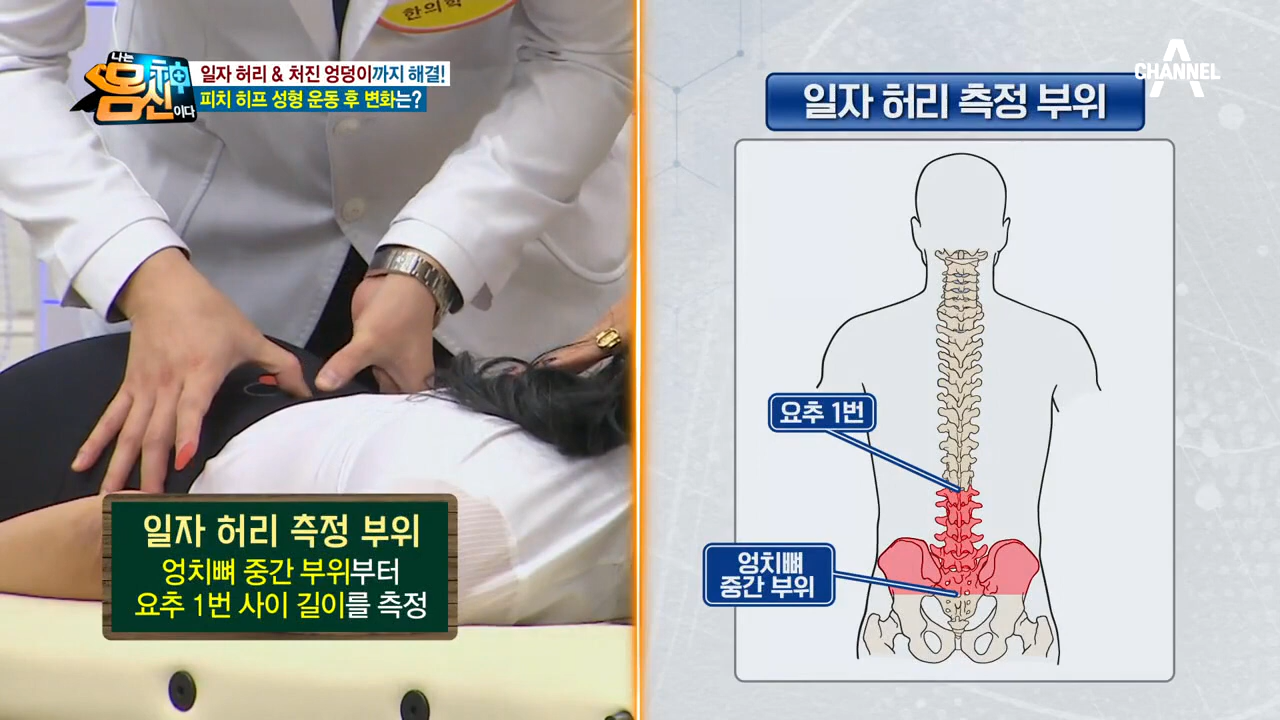 한의학
나는
몸神
신이다
일자 허리 & 처진 엉덩이까지 해결!
피치 히프 성형 운동 후 변화는?
CHANNEL A
일자 허리 측정 부위
요추 1번
엉치뼈
중간 부위
일자 허리 측정 부위
엉치뼈 중간 부위부터
요추 1번 사이 길이를 측정